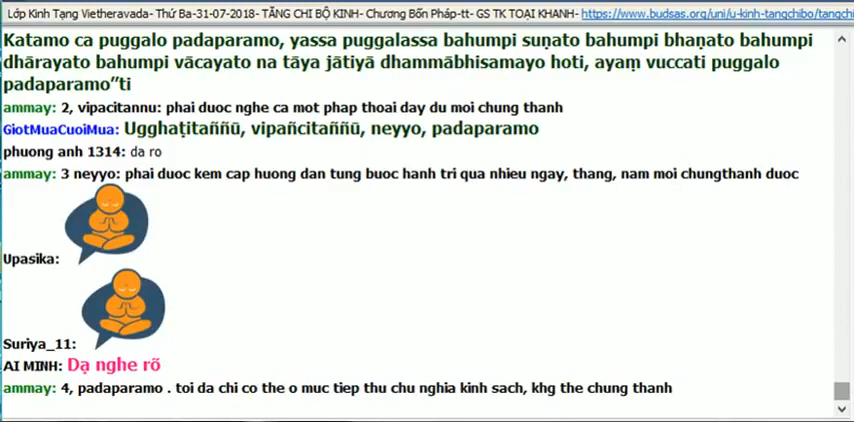 Lớp Kinh Tạng Vietheravada- Thứ Ba-31-07-2018- TĂNG CHI BỘ KINH- Chương Bốn Pháp-tt- GS TK TOẠI KHANH- https://www.budsas.org/uni/u-kinh-tangchibo/tangchi
Katamo ca puggalo padaparamo, yassa puggalassa bahumpi suṇato bahumpi bhaṇato bahumpi
dhārayato bahumpi vācayato na tāya jātiyā dhammābhisamayo hoti, ayaṃ vuccati puggalo
padaparamo”ti
ammay: 2, vipacitannu: phai duoc nghe ca mot phap thoai day du moi chung thanh
GiotMuaCuoiMua: Ugghaṭitaññū, vipañcitaññū, neyyo, padaparamo
phuong anh 1314: da ro
ammay: 3 neyyo: phai duoc kem cap huong dan tung buoc hanh tri qua nhieu ngay, thang, nam moi chungthanh duoc
Upasika:
Suriya_11:
AI MINH: Dạ nghe rõ
ammay: 4, padaparamo . toi da chi co the o muc tiep thu chu nghia kinh sach, khg the chung thanh